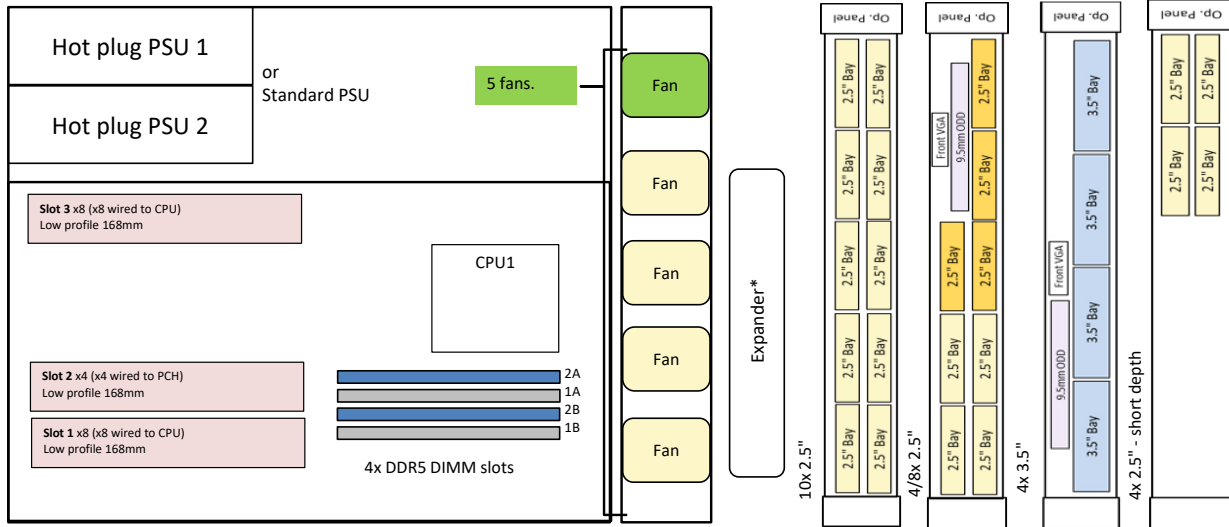 Hot plug PSU 1
Hot plug PSU 2
or
Standard PSU
5 fans.
Fan
Fan
Fan
Fan
Fan
Slot 3 x8 (x8 wired to CPU)
Low profile 168mm
CPU1
Slot 2 x4 (x4 wired to PCH)
Low profile 168mm
Slot 1 x8 (x8 wired to CPU)
Low profile 168mm
2A
1A
2B
1B
4x DDR5 DIMM slots
Expander*
10x 2.5"
Op. Panel
2.5" Bay
2.5" Bay
2.5" Bay
2.5" Bay
2.5" Bay
2.5" Bay
2.5" Bay
2.5" Bay
2.5" Bay
2.5" Bay
4/8x 2.5"
Op. Panel
Front VGA
9.5mm ODD
2.5" Bay
2.5" Bay
2.5" Bay
2.5" Bay
2.5" Bay
2.5" Bay
2.5" Bay
2.5" Bay
4x 3.5"
Op. Panel
Front VGA
9.5mm ODD
3.5" Bay
3.5" Bay
3.5" Bay
3.5" Bay
4x 2.5" - short depth
Op. Panel
2.5" Bay
2.5" Bay
2.5" Bay
2.5" Bay